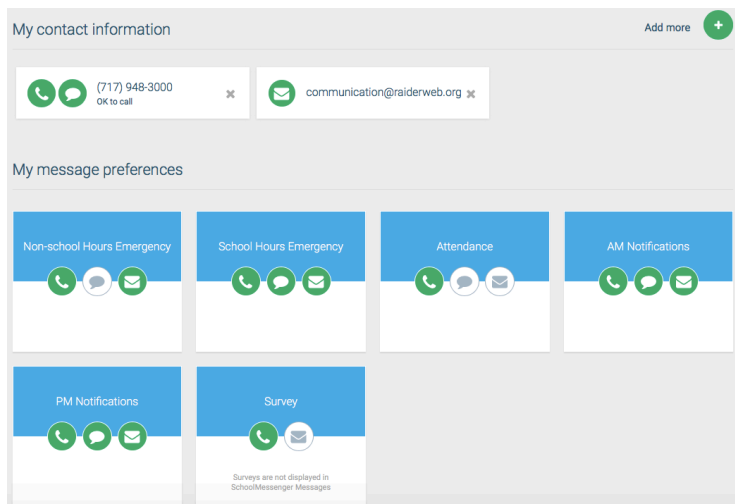 My contact information
Add more
(717) 948-3000
OK to call
communication@raiderweb.org
My message preferences
Non-school Hours Emergency
School Hours Emergency
Attendance
AM Notifications
PM Notifications
Survey
Surveys are not displayed in
SchoolMessenger Messages